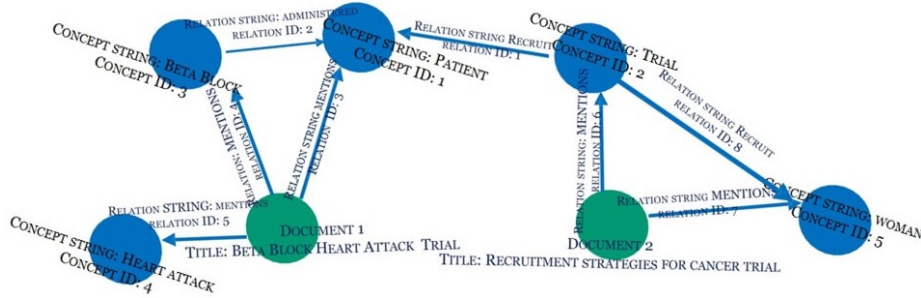 Relation string: administered
relation ID: 2
Concept string: Beta Block
Concept ID: 3
Concept string: Patient
Concept ID: 1
Relation string Recruit
relation ID: 1
Concept string: Trial
Concept ID: 2
Relation string Recruit
relation ID: 8
Relation: mentions
relation ID: 4
Relation string mentions
Relation ID: 3
Relation string: mentions
relation ID: 6
Relation string: mentions
relation ID: 5
Concept string: Heart attack
Concept ID: 4
Document 1
Title: Beta Block Heart Attack Trial
Relation string mentions
relation ID: 7
Concept string: woman
Concept ID: 5
Document 2
Title: Recruitment strategies for cancer trial